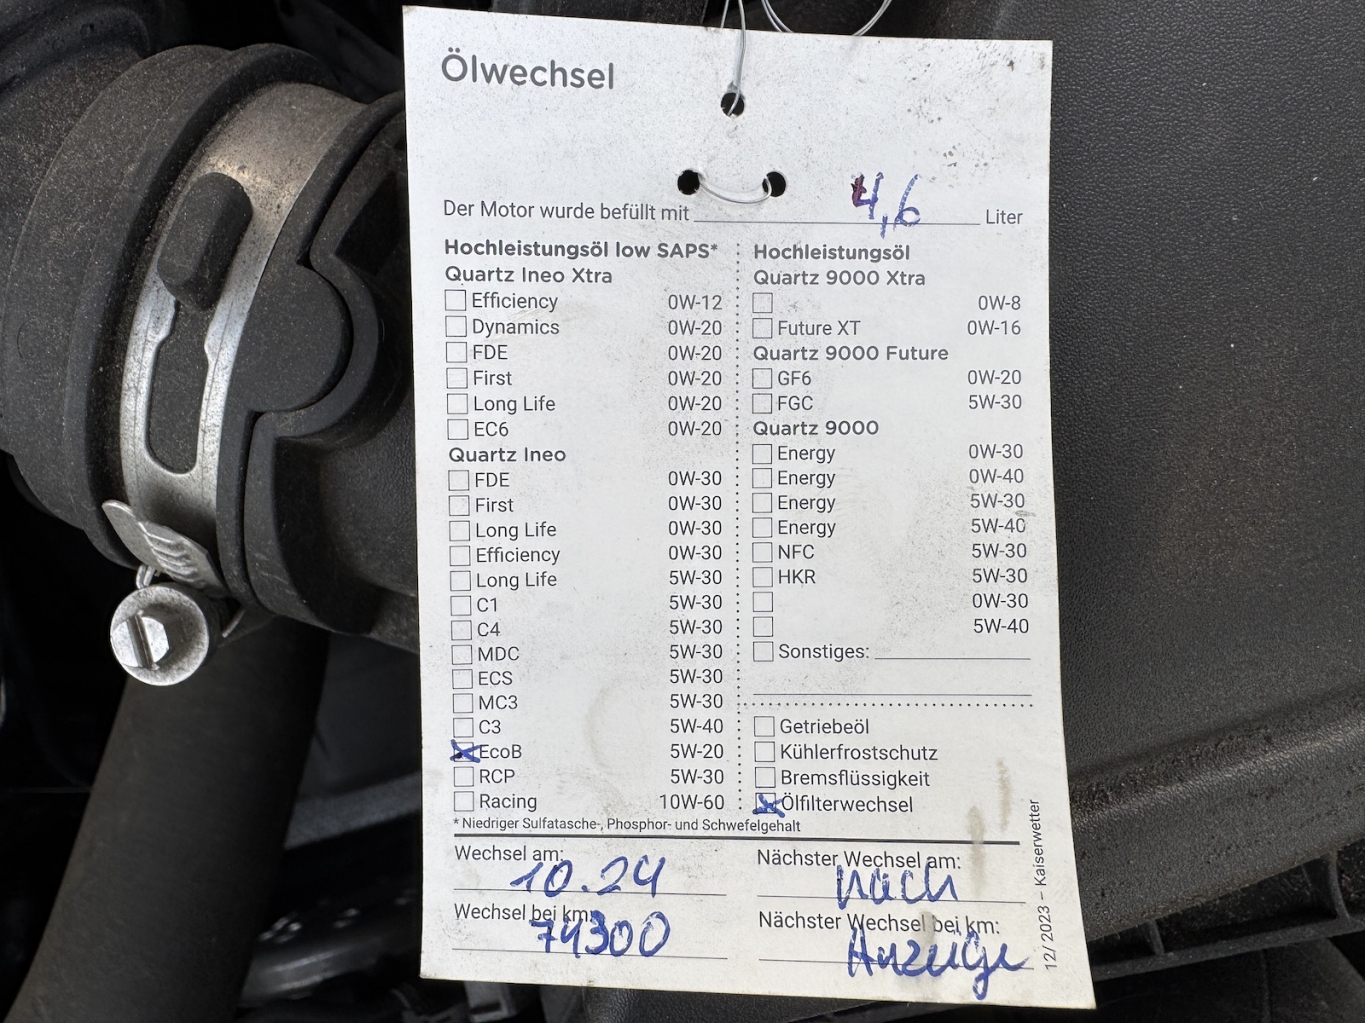 Ölwechsel
Der Motor wurde befüllt mit 4,6 Liter
Hochleistungsöl low SAPS*
Quartz Ineo Xtra
Efficiency 0W-12
Dynamics 0W-20
FDE 0W-20
First 0W-20
Long Life 0W-20
EC6 0W-20
Quartz Ineo
FDE 0W-30
First 0W-30
Long Life 0W-30
Efficiency 0W-30
Long Life 5W-30
C1 5W-30
C4 5W-30
MDC 5W-30
ECS 5W-30
MC3 5W-30
C3 5W-40
EcoB 5W-20
RCP 5W-30
Racing 10W-60
* Niedriger Sulfatasche-, Phosphor- und Schwefelgehalt
Hochleistungsöl
Quartz 9000 Xtra
0W-8
Future XT 0W-16
Quartz 9000 Future
GF6 0W-20
FGC 5W-30
Quartz 9000
Energy 0W-30
Energy 0W-40
Energy 5W-30
Energy 5W-40
NFC 5W-30
HKR 5W-30
0W-30
5W-40
Sonstiges:
Getriebeöl
Kühlerfrostschutz
Bremsflüssigkeit
Ölfilterwechsel
Wechsel am: 10.24
Wechsel bei km: 74300
Nächster Wechsel am: nach
Nächster Wechsel bei km: Anzeige
12/2023 – Kaiserwetter